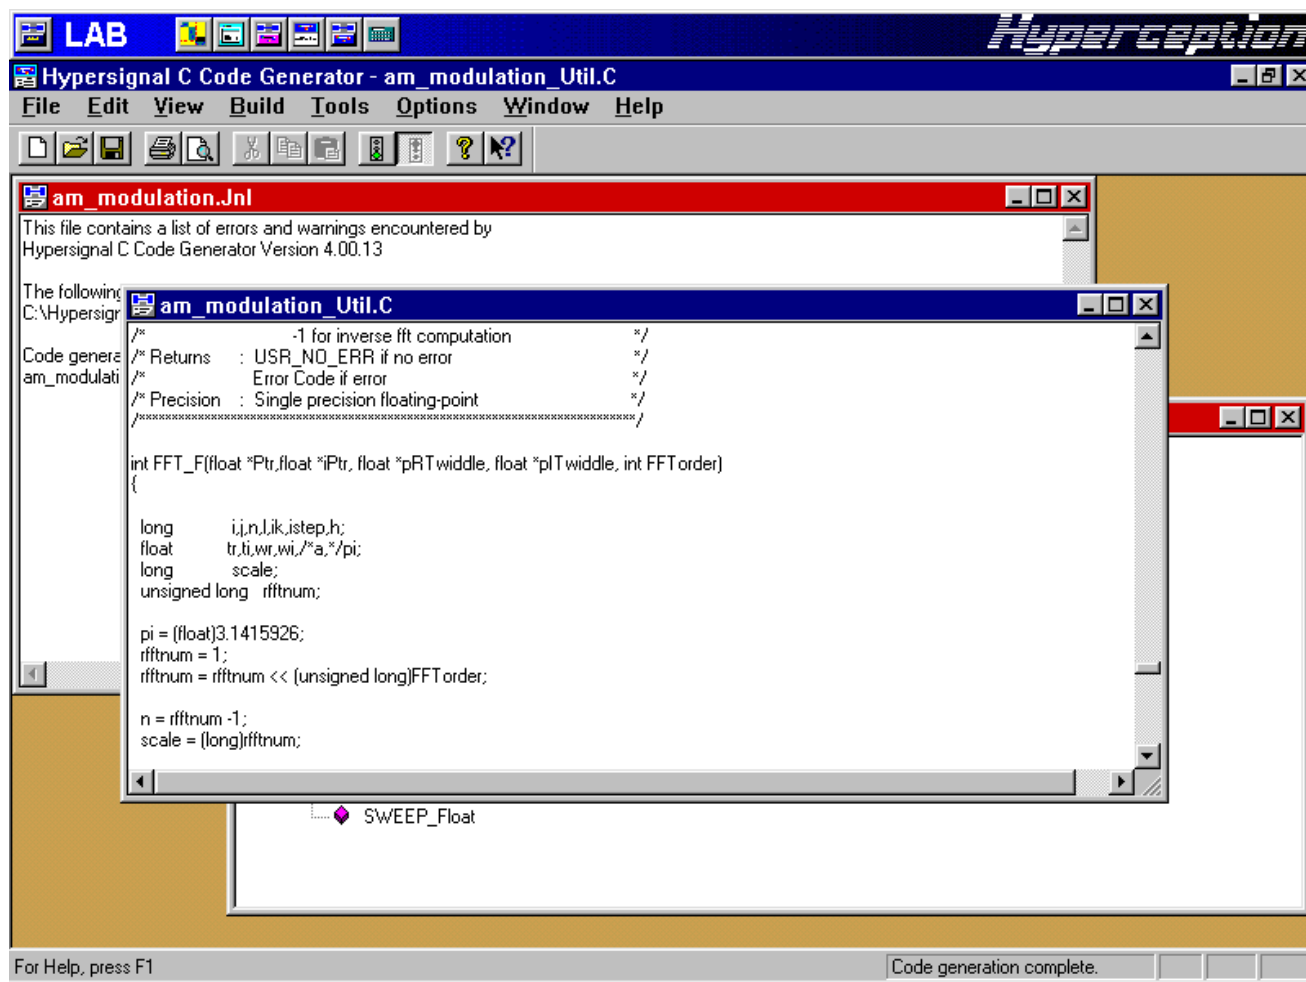 LAB
Hyperception
Hypersignal C Code Generator - am_modulation_Util.C
File Edit View Build Tools Options Window Help
am_modulation.Jnl
This file contains a list of errors and warnings encountered by
Hypersignal C Code Generator Version 4.00.13
The following
C:\Hypersigr
Code genera
am_modulati
am_modulation_Util.C
/* -1 for inverse fft computation */
/* Returns : USR_NO_ERR if no error */
/* Error Code if error */
/* Precision : Single precision floating-point */
/***************************************************************************/
int FFT_F(float *Ptr,float *iPtr, float *pRTwiddle, float *pITwiddle, int FFTorder)
{
long i,j,n,l,ik,istep,h;
float tr,ti,wr,wi,/*a,*/pi;
long scale;
unsigned long rfftnum;
pi = (float)3.1415926;
rfftnum = 1;
rfftnum = rfftnum << (unsigned long)FFTorder;
n = rfftnum -1;
scale = (long)rfftnum;
SWEEP_Float
For Help, press F1
Code generation complete.